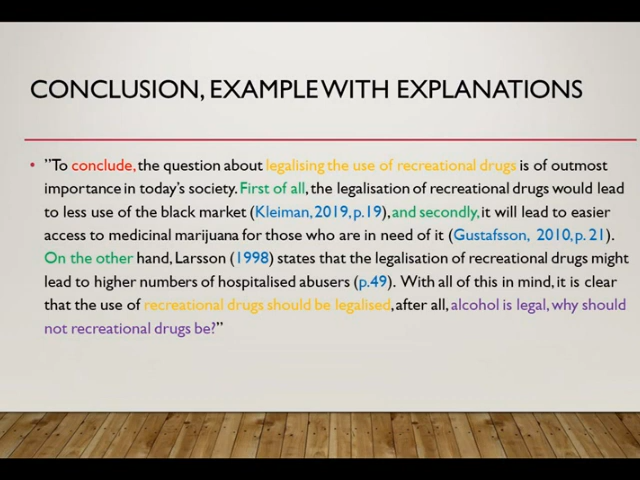 CONCLUSION, EXAMPLE WITH EXPLANATIONS
• "To conclude, the question about legalising the use of recreational drugs is of outmost
importance in today's society. First of all, the legalisation of recreational drugs would lead
to less use of the black market (Kleiman, 2019, p.19), and secondly, it will lead to easier
access to medicinal marijuana for those who are in need of it (Gustafsson, 2010, p. 21).
On the other hand, Larsson (1998) states that the legalisation of recreational drugs might
lead to higher numbers of hospitalised abusers (p.49). With all of this in mind, it is clear
that the use of recreational drugs should be legalised, after all, alcohol is legal, why should
not recreational drugs be?"